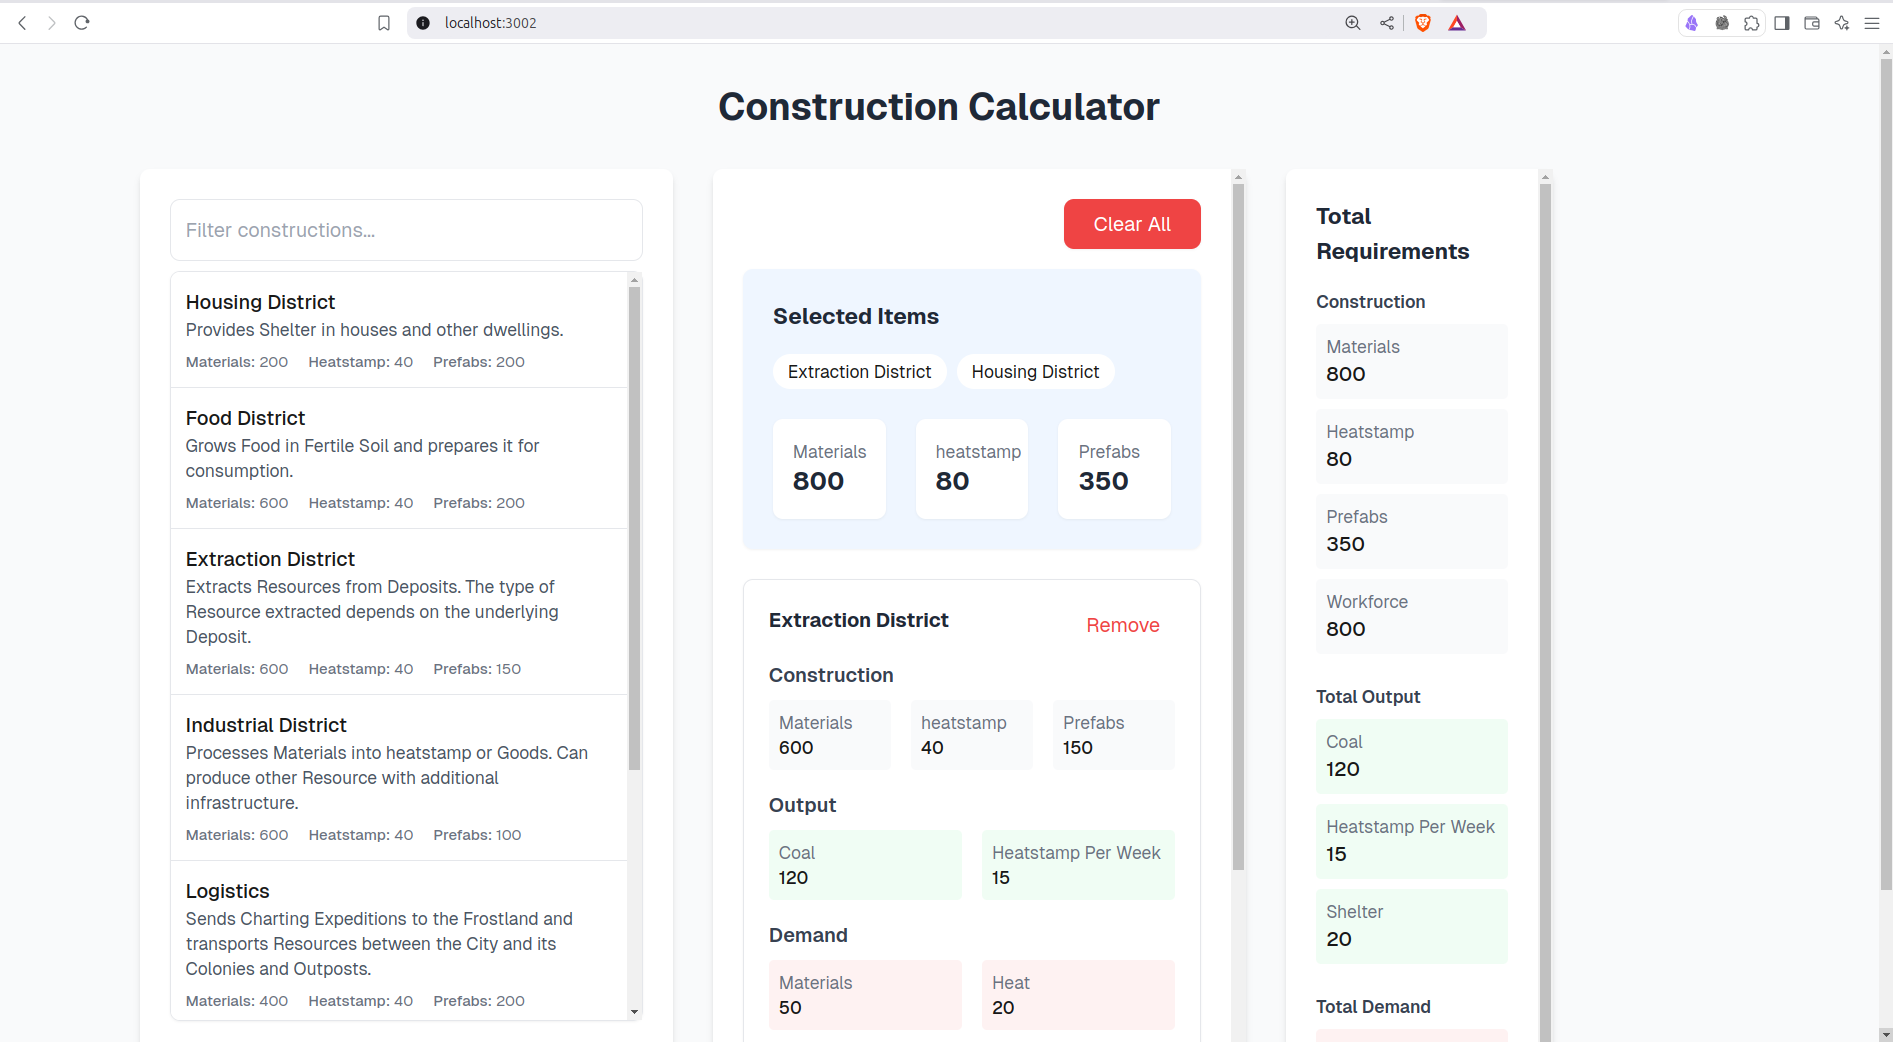 localhost:3002
Construction Calculator
Filter constructions...
Housing District
Provides Shelter in houses and other dwellings.
Materials: 200 Heatstamp: 40 Prefabs: 200
Food District
Grows Food in Fertile Soil and prepares it for
consumption.
Materials: 600 Heatstamp: 40 Prefabs: 200
Extraction District
Extracts Resources from Deposits. The type of
Resource extracted depends on the underlying
Deposit.
Materials: 600 Heatstamp: 40 Prefabs: 150
Industrial District
Processes Materials into heatstamp or Goods. Can
produce other Resource with additional
infrastructure.
Materials: 600 Heatstamp: 40 Prefabs: 100
Logistics
Sends Charting Expeditions to the Frostland and
transports Resources between the City and its
Colonies and Outposts.
Materials: 400 Heatstamp: 40 Prefabs: 200
Clear All
Selected Items
Extraction District Housing District
Materials heatstamp Prefabs
800 80 350
Extraction District Remove
Construction
Materials heatstamp Prefabs
600 40 150
Output
Coal Heatstamp Per Week
120 15
Demand
Materials Heat
50 20
Total
Requirements
Construction
Materials
800
Heatstamp
80
Prefabs
350
Workforce
800
Total Output
Coal
120
Heatstamp Per Week
15
Shelter
20
Total Demand